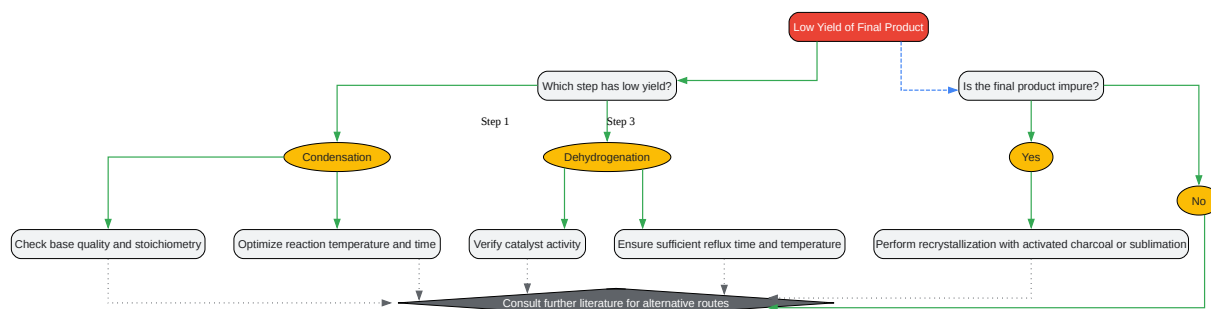 Low Yield of Final Product
Which step has low yield?
Is the final product impure?
Step 1
Step 3
Condensation
Dehydrogenation
Yes
No
Check base quality and stoichiometry
Optimize reaction temperature and time
Verify catalyst activity
Ensure sufficient reflux time and temperature
Perform recrystallization with activated charcoal or sublimation
Consult further literature for alternative routes